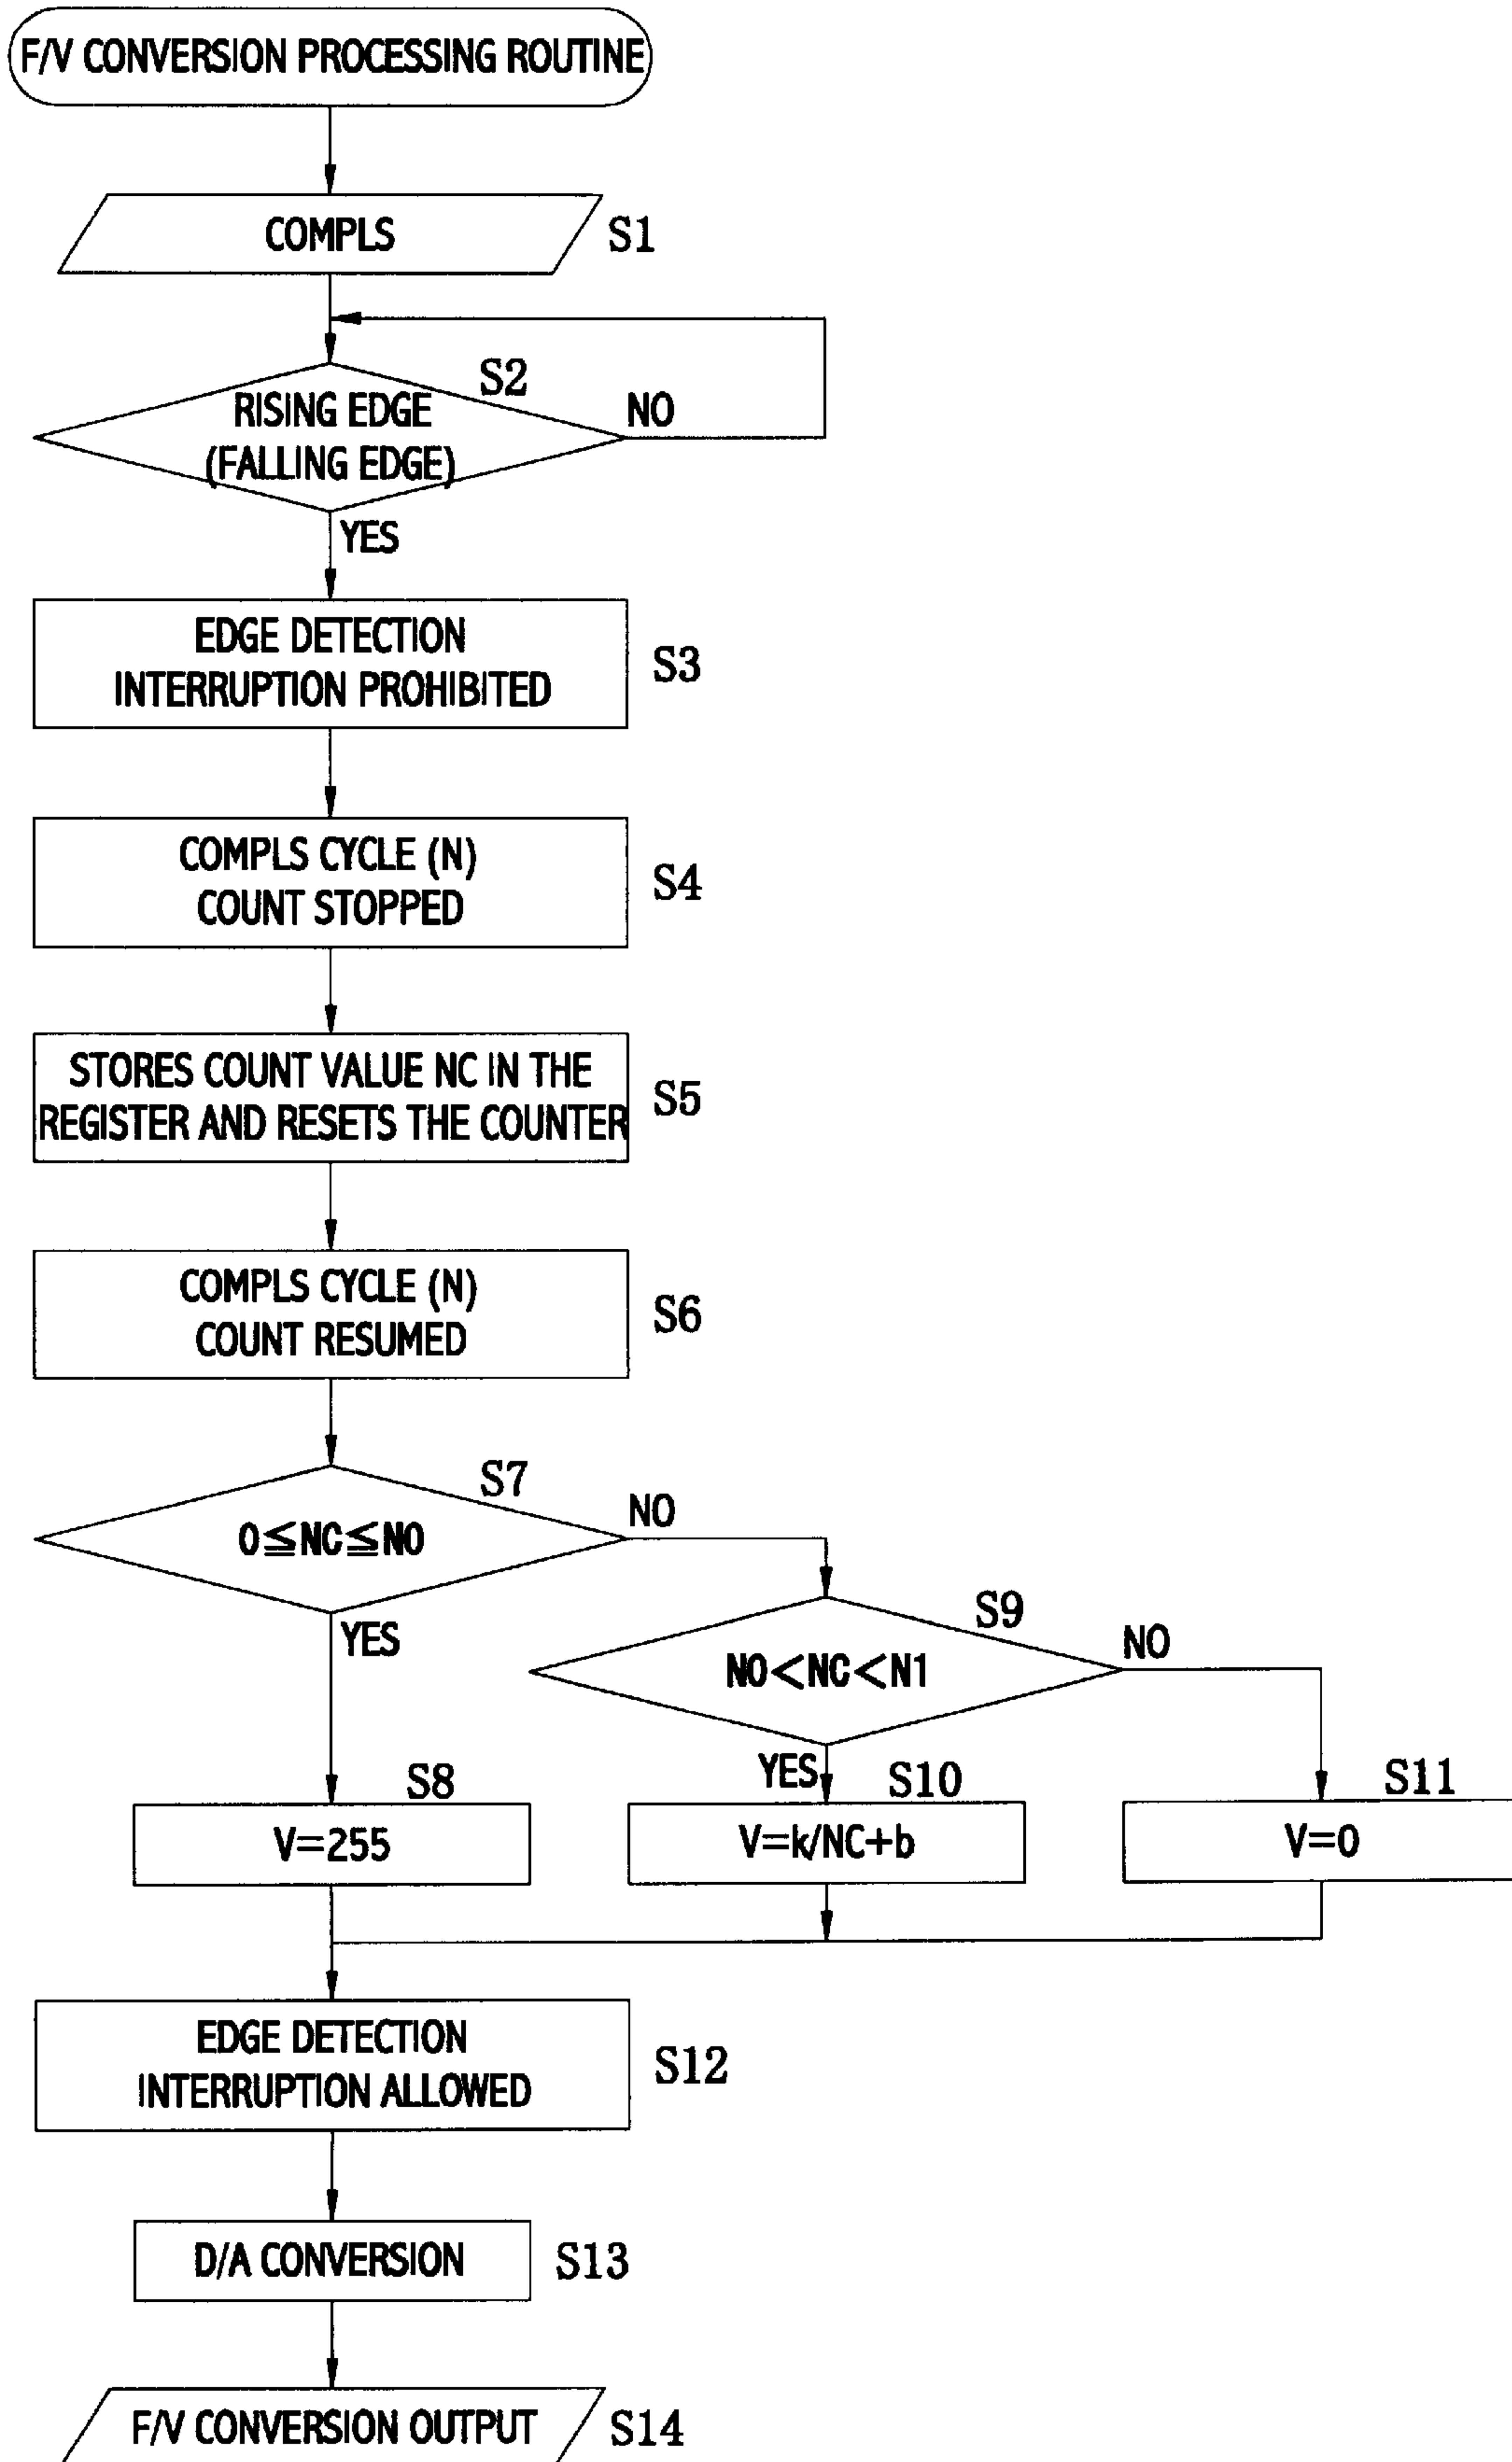 F/V CONVERSION PROCESSING ROUTINE
COMPLS
S1
S2
RISING EDGE
(FALLING EDGE)
NO
YES
EDGE DETECTION
INTERRUPTION PROHIBITED
S3
COMPLS CYCLE (N)
COUNT STOPPED
S4
STORES COUNT VALUE NC IN THE
REGISTER AND RESETS THE COUNTER
S5
COMPLS CYCLE (N)
COUNT RESUMED
S6
S7
0≦NC≦N0
NO
YES
S9
N0<NC<N1
NO
YES
S8
V=255
S10
V=k/NC+b
S11
V=0
EDGE DETECTION
INTERRUPTION ALLOWED
S12
D/A CONVERSION
S13
F/V CONVERSION OUTPUT
S14